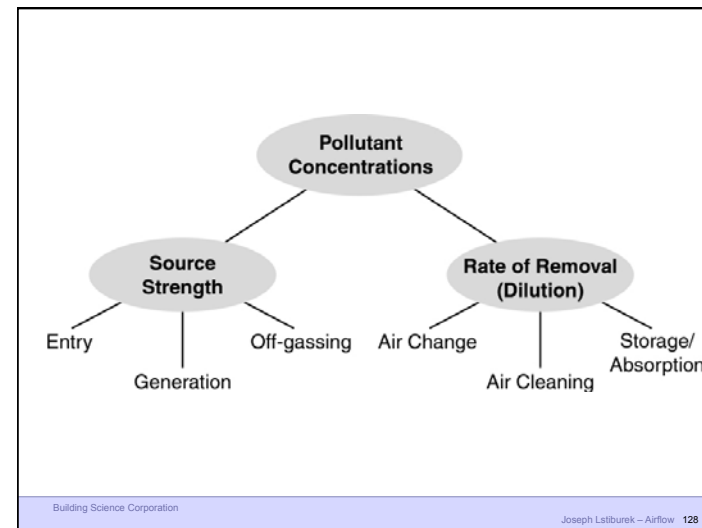 Pollutant
Concentrations
Source
Strength
Rate of Removal
(Dilution)
Entry
Off-gassing
Air Change
Storage/
Absorption
Generation
Air Cleaning
Building Science Corporation
Joseph Lstiburek – Airflow 128